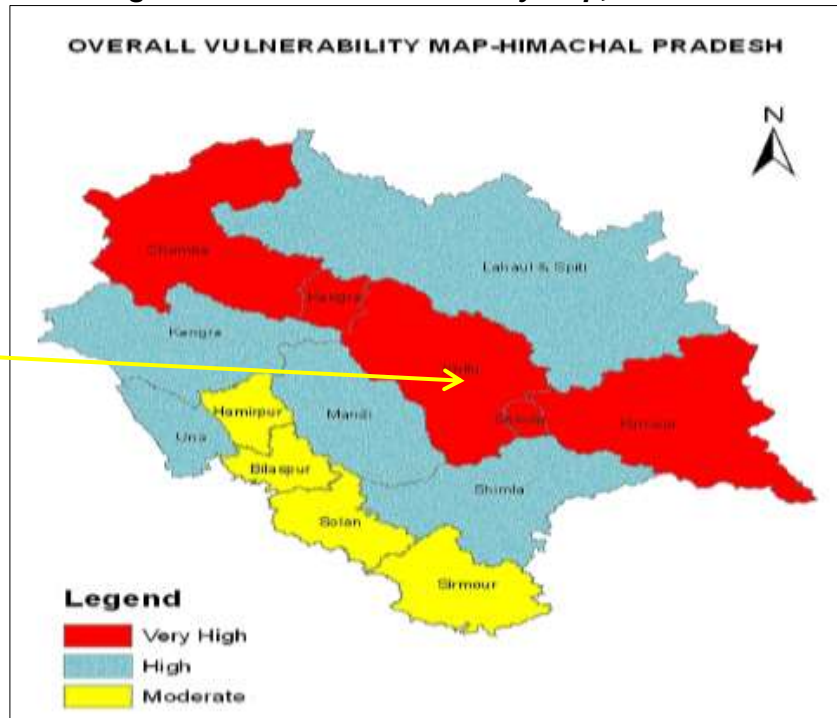 OVERALL VULNERABILITY MAP-HIMACHAL PRADESH
N
Chamba
Lahaul & Spiti
Kangra
Kangra
Kullu
Hamirpur
Mandi
Kinnaur
Una
Bilaspur
Shimla
Solan
Sirmour
Legend
Very High
High
Moderate